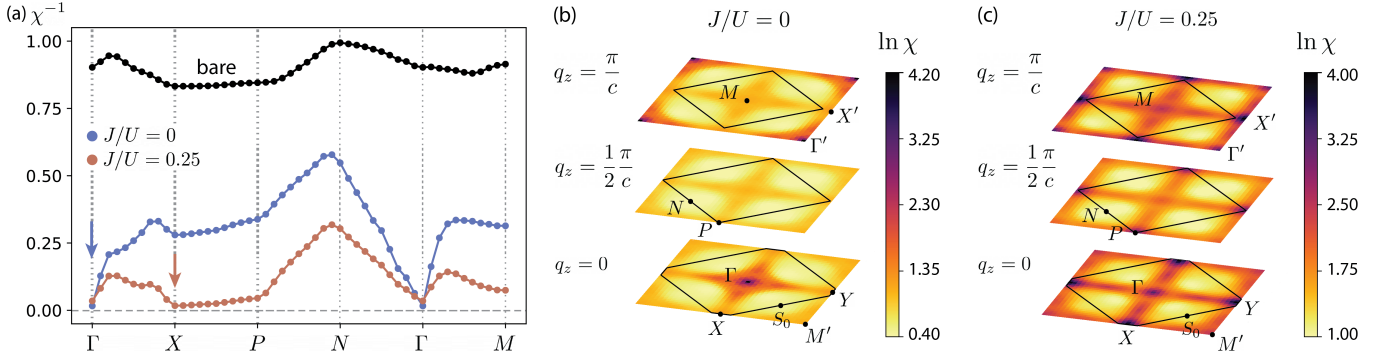 (a) χ⁻¹
1.00
0.75
0.50
0.25
0.00
bare
J/U = 0
J/U = 0.25
Γ X P N Γ M
(b) J/U = 0
q_z = π/c
M
X′
Γ′
q_z = 1/2 π/c
N
P
q_z = 0
Γ
Y
S₀
X
M′
ln χ
4.20
3.25
2.30
1.35
0.40
(c) J/U = 0.25
q_z = π/c
M
X′
Γ′
q_z = 1/2 π/c
N
P
q_z = 0
Γ
Y
S₀
X
M′
ln χ
4.00
3.25
2.50
1.75
1.00